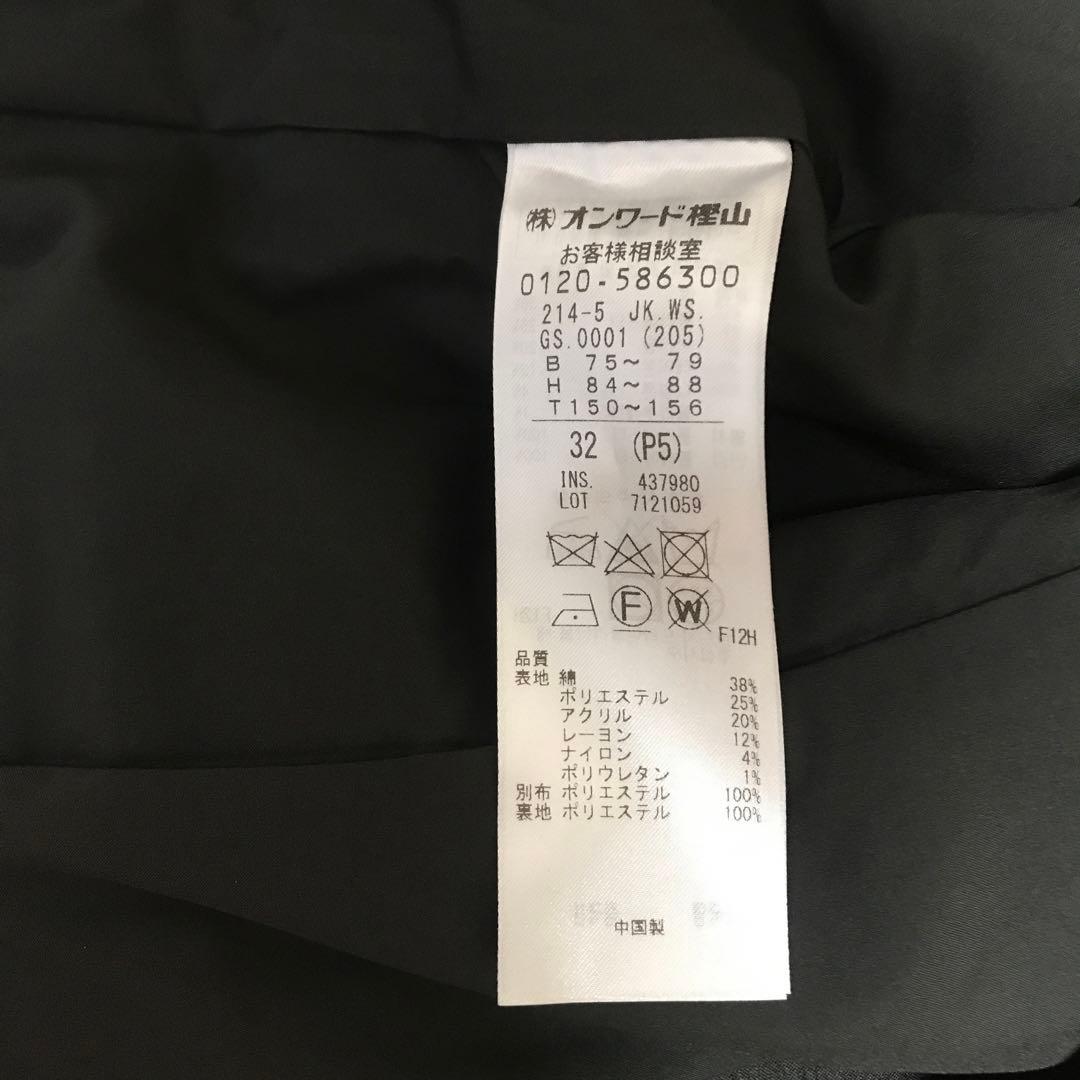 (株)オンワード樫山
お客様相談室
0120-586300
214-5 JK.WS.
GS.0001 (205)
B 75～ 79
H 84～ 88
T150～156
32 (P5)
INS. 437980
LOT 7121059
F W F12H
品質
表地 綿 38%
ポリエステル 25%
アクリル 20%
レーヨン 12%
ナイロン 4%
ポリウレタン 1%
別布 ポリエステル 100%
裏地 ポリエステル 100%
中国製